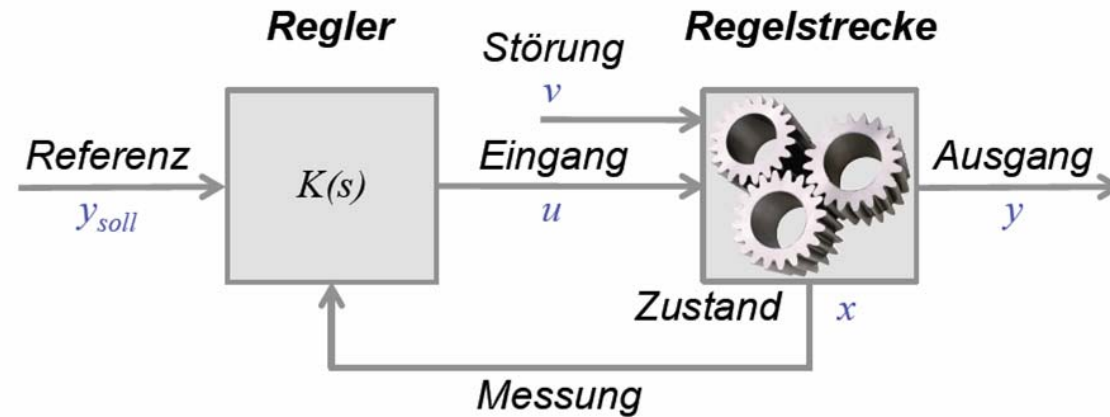 Regler
Regelstrecke
Störung
v
Referenz
y_soll
K(s)
Eingang
u
Ausgang
y
Zustand
x
Messung